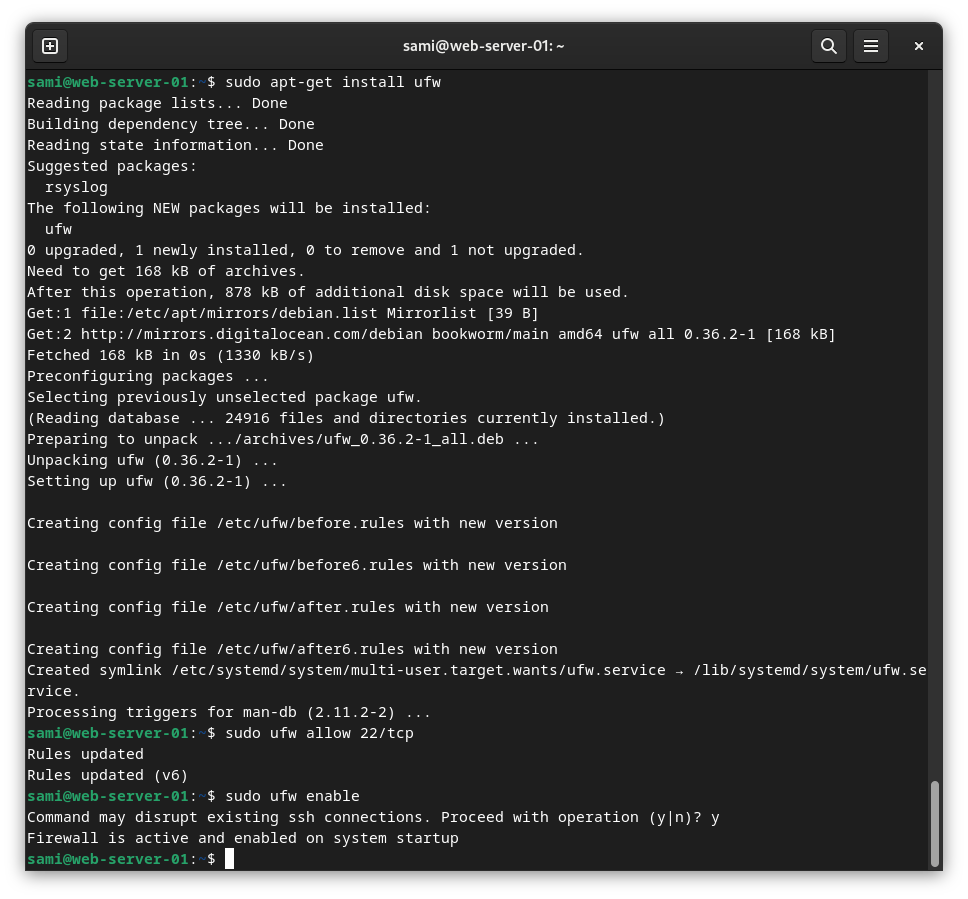 sami@web-server-01: ~
sami@web-server-01:~$ sudo apt-get install ufw
Reading package lists... Done
Building dependency tree... Done
Reading state information... Done
Suggested packages:
  rsyslog
The following NEW packages will be installed:
  ufw
0 upgraded, 1 newly installed, 0 to remove and 1 not upgraded.
Need to get 168 kB of archives.
After this operation, 878 kB of additional disk space will be used.
Get:1 file:/etc/apt/mirrors/debian.list Mirrorlist [39 B]
Get:2 http://mirrors.digitalocean.com/debian bookworm/main amd64 ufw all 0.36.2-1 [168 kB]
Fetched 168 kB in 0s (1330 kB/s)
Preconfiguring packages ...
Selecting previously unselected package ufw.
(Reading database ... 24916 files and directories currently installed.)
Preparing to unpack .../archives/ufw_0.36.2-1_all.deb ...
Unpacking ufw (0.36.2-1) ...
Setting up ufw (0.36.2-1) ...

Creating config file /etc/ufw/before.rules with new version

Creating config file /etc/ufw/before6.rules with new version

Creating config file /etc/ufw/after.rules with new version

Creating config file /etc/ufw/after6.rules with new version
Created symlink /etc/systemd/system/multi-user.target.wants/ufw.service → /lib/systemd/system/ufw.se
rvice.
Processing triggers for man-db (2.11.2-2) ...
sami@web-server-01:~$ sudo ufw allow 22/tcp
Rules updated
Rules updated (v6)
sami@web-server-01:~$ sudo ufw enable
Command may disrupt existing ssh connections. Proceed with operation (y|n)? y
Firewall is active and enabled on system startup
sami@web-server-01:~$